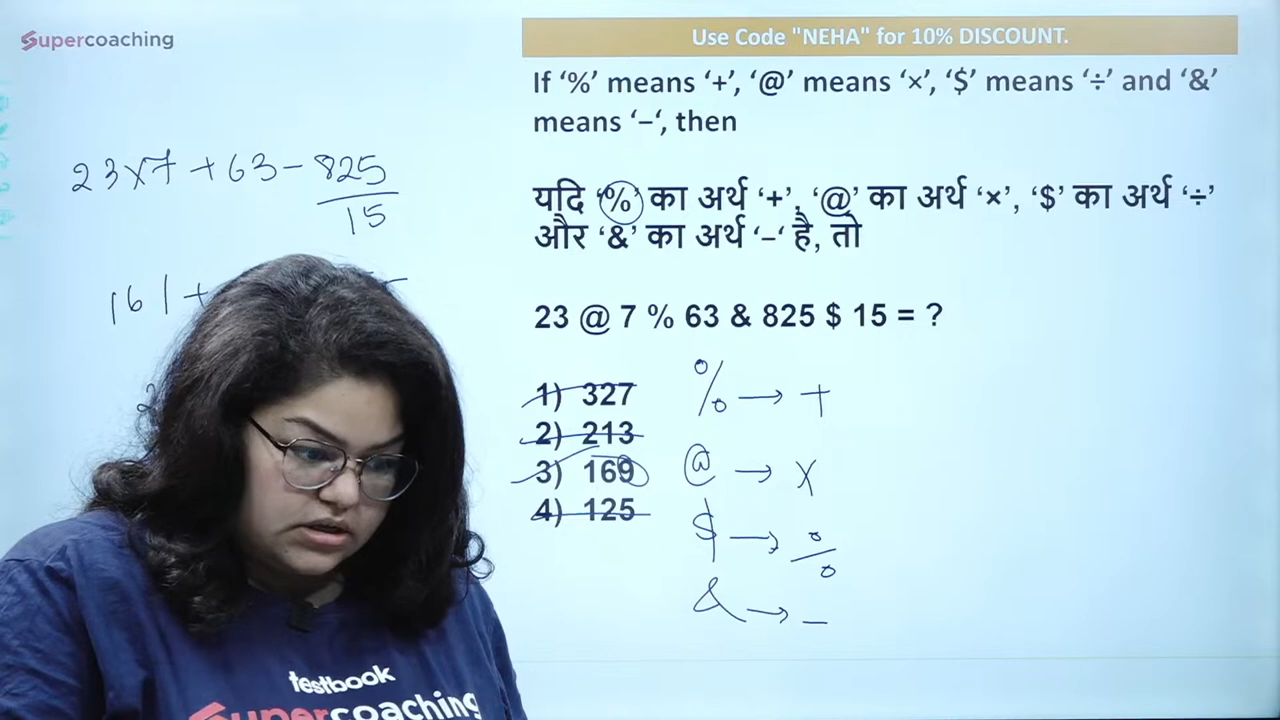 Supercoaching
Use Code "NEHA" for 10% DISCOUNT.
If ‘%’ means ‘+’, ‘@’ means ‘×’, ‘$’ means ‘÷’ and ‘&’
means ‘–‘, then
यदि ‘%’ का अर्थ ‘+’, ‘@’ का अर्थ ‘×’, ‘$’ का अर्थ ‘÷’
और ‘&’ का अर्थ ‘–‘ है, तो
23 @ 7 % 63 & 825 $ 15 = ?
1) 327
2) 213
3) 169
4) 125
% → +
@ → ×
$ → ÷
& → –
23×7 + 63 – 825
15
161 +
testbook
Supercoaching